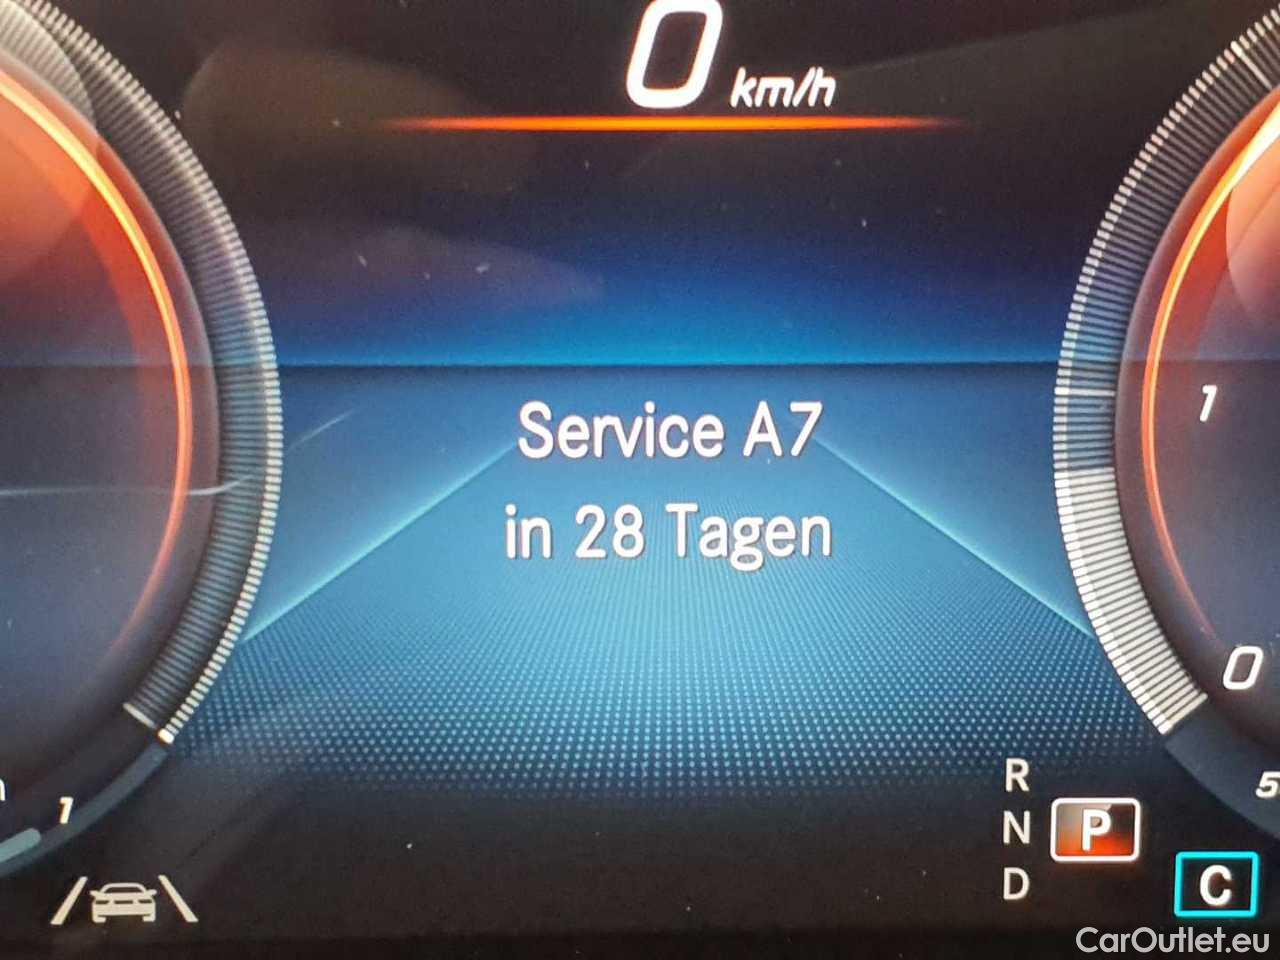 0 km/h
Service A7
in 28 Tagen
1
0
5
1
R
N
D
P
C
CarOutlet.eu